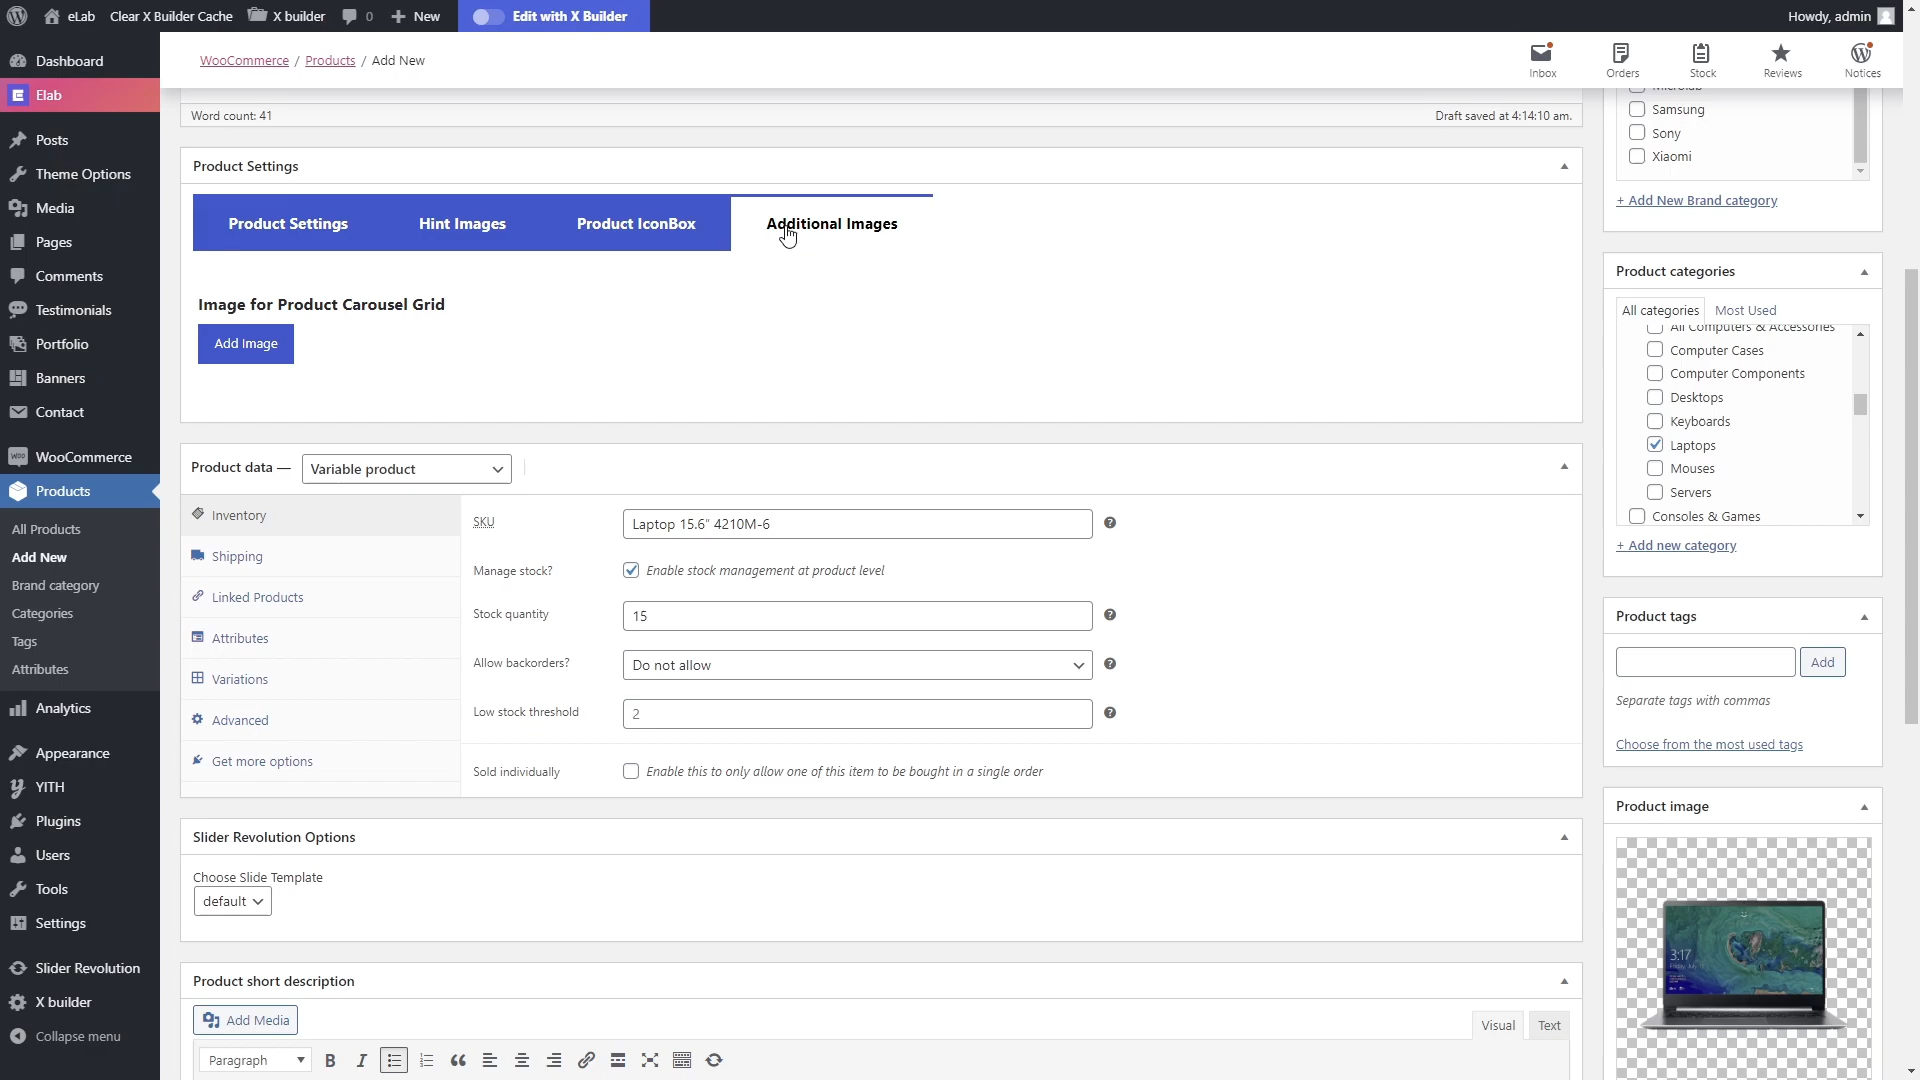 eLab Clear X Builder Cache X builder 0 New Edit with X Builder Howdy, admin
WooCommerce / Products / Add New
Inbox Orders Stock Reviews Notices
Dashboard
Elab
Posts
Theme Options
Media
Pages
Comments
Testimonials
Portfolio
Banners
Contact
WooCommerce
Products
All Products
Add New
Brand category
Categories
Tags
Attributes
Analytics
Appearance
YITH
Plugins
Users
Tools
Settings
Slider Revolution
X builder
Collapse menu
Word count: 41
Draft saved at 4:14:10 am.
Product Settings
Product Settings Hint Images Product IconBox Additional Images
Image for Product Carousel Grid
Add Image
Product data — Variable product
Inventory
Shipping
Linked Products
Attributes
Variations
Advanced
Get more options
SKU Laptop 15.6" 4210M-6
Manage stock? Enable stock management at product level
Stock quantity 15
Allow backorders? Do not allow
Low stock threshold 2
Sold individually Enable this to only allow one of this item to be bought in a single order
Slider Revolution Options
Choose Slide Template
default
Product short description
Add Media
Visual Text
Paragraph
Samsung
Sony
Xiaomi
+ Add New Brand category
Product categories
All categories Most Used
All Computers & Accessories
Computer Cases
Computer Components
Desktops
Keyboards
Laptops
Mouses
Servers
Consoles & Games
+ Add new category
Product tags
Add
Separate tags with commas
Choose from the most used tags
Product image
3:17